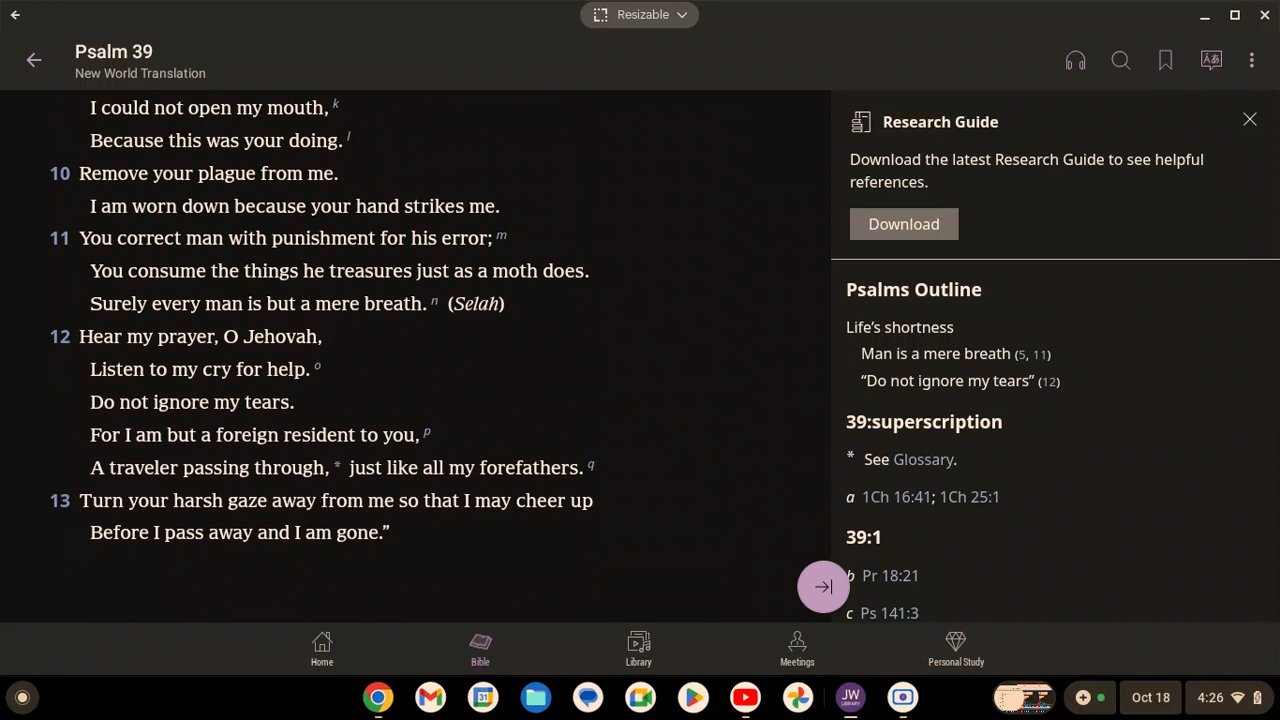 Resizable
Psalm 39
New World Translation
I could not open my mouth, k
Because this was your doing. l
10 Remove your plague from me.
I am worn down because your hand strikes me.
11 You correct man with punishment for his error; m
You consume the things he treasures just as a moth does.
Surely every man is but a mere breath. n (Selah)
12 Hear my prayer, O Jehovah,
Listen to my cry for help. o
Do not ignore my tears.
For I am but a foreign resident to you, p
A traveler passing through, * just like all my forefathers. q
13 Turn your harsh gaze away from me so that I may cheer up
Before I pass away and I am gone.”
Research Guide
Download the latest Research Guide to see helpful
references.
Download
Psalms Outline
Life’s shortness
Man is a mere breath (5, 11)
“Do not ignore my tears” (12)
39:superscription
* See Glossary.
a 1Ch 16:41; 1Ch 25:1
39:1
b Pr 18:21
c Ps 141:3
Home
Bible
Library
Meetings
Personal Study
31
JW
LIBRARY
Oct 18
4:26